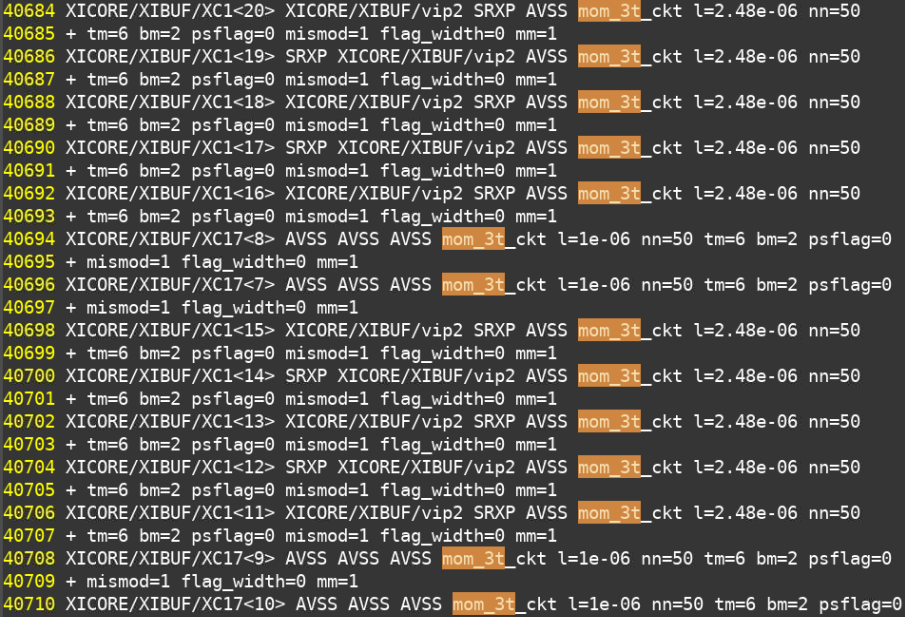 40684 XICORE/XIBUF/XC1<20> XICORE/XIBUF/vip2 SRXP AVSS mom_3t_ckt l=2.48e-06 nn=50
40685 + tm=6 bm=2 psflag=0 mismod=1 flag_width=0 mm=1
40686 XICORE/XIBUF/XC1<19> SRXP XICORE/XIBUF/vip2 AVSS mom_3t_ckt l=2.48e-06 nn=50
40687 + tm=6 bm=2 psflag=0 mismod=1 flag_width=0 mm=1
40688 XICORE/XIBUF/XC1<18> XICORE/XIBUF/vip2 SRXP AVSS mom_3t_ckt l=2.48e-06 nn=50
40689 + tm=6 bm=2 psflag=0 mismod=1 flag_width=0 mm=1
40690 XICORE/XIBUF/XC1<17> SRXP XICORE/XIBUF/vip2 AVSS mom_3t_ckt l=2.48e-06 nn=50
40691 + tm=6 bm=2 psflag=0 mismod=1 flag_width=0 mm=1
40692 XICORE/XIBUF/XC1<16> XICORE/XIBUF/vip2 SRXP AVSS mom_3t_ckt l=2.48e-06 nn=50
40693 + tm=6 bm=2 psflag=0 mismod=1 flag_width=0 mm=1
40694 XICORE/XIBUF/XC17<8> AVSS AVSS AVSS mom_3t_ckt l=1e-06 nn=50 tm=6 bm=2 psflag=0
40695 + mismod=1 flag_width=0 mm=1
40696 XICORE/XIBUF/XC17<7> AVSS AVSS AVSS mom_3t_ckt l=1e-06 nn=50 tm=6 bm=2 psflag=0
40697 + mismod=1 flag_width=0 mm=1
40698 XICORE/XIBUF/XC1<15> XICORE/XIBUF/vip2 SRXP AVSS mom_3t_ckt l=2.48e-06 nn=50
40699 + tm=6 bm=2 psflag=0 mismod=1 flag_width=0 mm=1
40700 XICORE/XIBUF/XC1<14> SRXP XICORE/XIBUF/vip2 AVSS mom_3t_ckt l=2.48e-06 nn=50
40701 + tm=6 bm=2 psflag=0 mismod=1 flag_width=0 mm=1
40702 XICORE/XIBUF/XC1<13> XICORE/XIBUF/vip2 SRXP AVSS mom_3t_ckt l=2.48e-06 nn=50
40703 + tm=6 bm=2 psflag=0 mismod=1 flag_width=0 mm=1
40704 XICORE/XIBUF/XC1<12> SRXP XICORE/XIBUF/vip2 AVSS mom_3t_ckt l=2.48e-06 nn=50
40705 + tm=6 bm=2 psflag=0 mismod=1 flag_width=0 mm=1
40706 XICORE/XIBUF/XC1<11> XICORE/XIBUF/vip2 SRXP AVSS mom_3t_ckt l=2.48e-06 nn=50
40707 + tm=6 bm=2 psflag=0 mismod=1 flag_width=0 mm=1
40708 XICORE/XIBUF/XC17<9> AVSS AVSS AVSS mom_3t_ckt l=1e-06 nn=50 tm=6 bm=2 psflag=0
40709 + mismod=1 flag_width=0 mm=1
40710 XICORE/XIBUF/XC17<10> AVSS AVSS AVSS mom_3t_ckt l=1e-06 nn=50 tm=6 bm=2 psflag=0